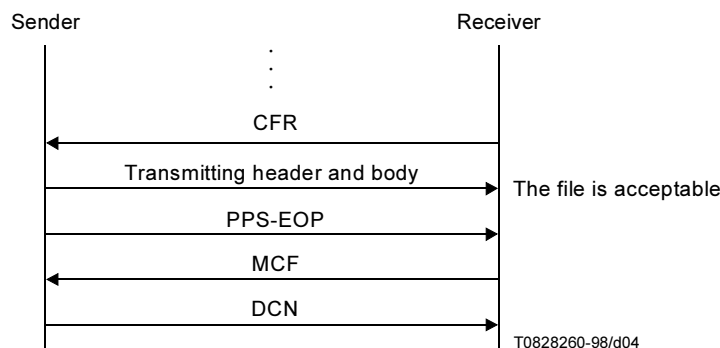 Sender
Receiver
CFR
Transmitting header and body
The file is acceptable
PPS-EOP
MCF
DCN
T0828260-98/d04